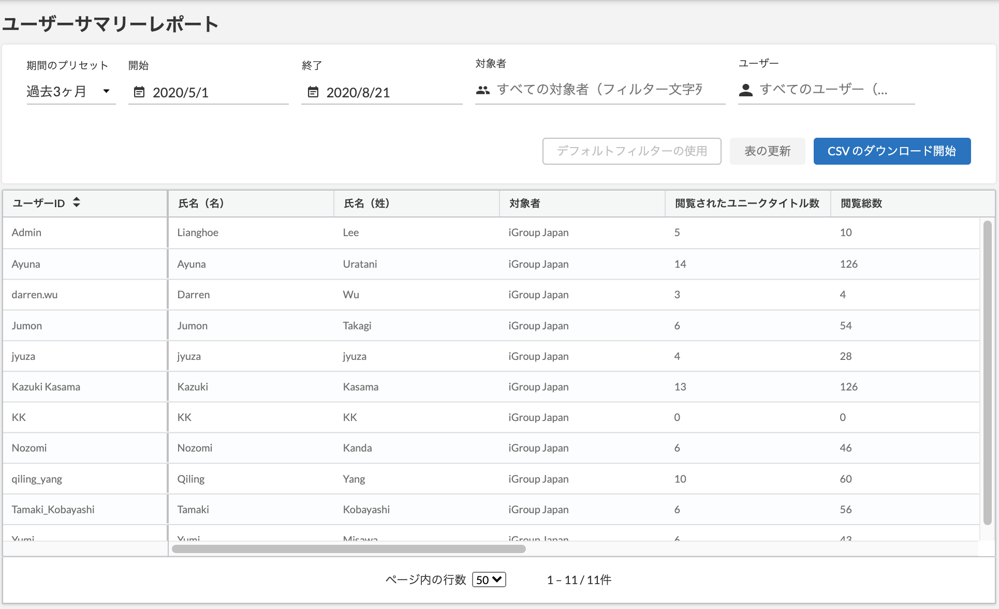 ユーザーサマリーレポート
期間のプリセット 開始 終了 対象者 ユーザー
過去3ヶ月 2020/5/1 2020/8/21 すべての対象者（フィルター文字列 すべてのユーザー（...
デフォルトフィルターの使用 表の更新 CSV のダウンロード開始
ユーザーID 氏名（名） 氏名（姓） 対象者 閲覧されたユニークタイトル数 閲覧総数
Admin Lianghoe Lee iGroup Japan 5 10
Ayuna Ayuna Uratani iGroup Japan 14 126
darren.wu Darren Wu iGroup Japan 3 4
Jumon Jumon Takagi iGroup Japan 6 54
jyuza jyuza jyuza iGroup Japan 4 28
Kazuki Kasama Kazuki Kasama iGroup Japan 13 126
KK KK KK iGroup Japan 0 0
Nozomi Nozomi Kanda iGroup Japan 6 46
qiling_yang Qiling Yang iGroup Japan 10 60
Tamaki_Kobayashi Tamaki Kobayashi iGroup Japan 6 56
Yumi Yumi Misawa iGroup Japan 6 43
ページ内の行数 50 1 – 11 / 11件